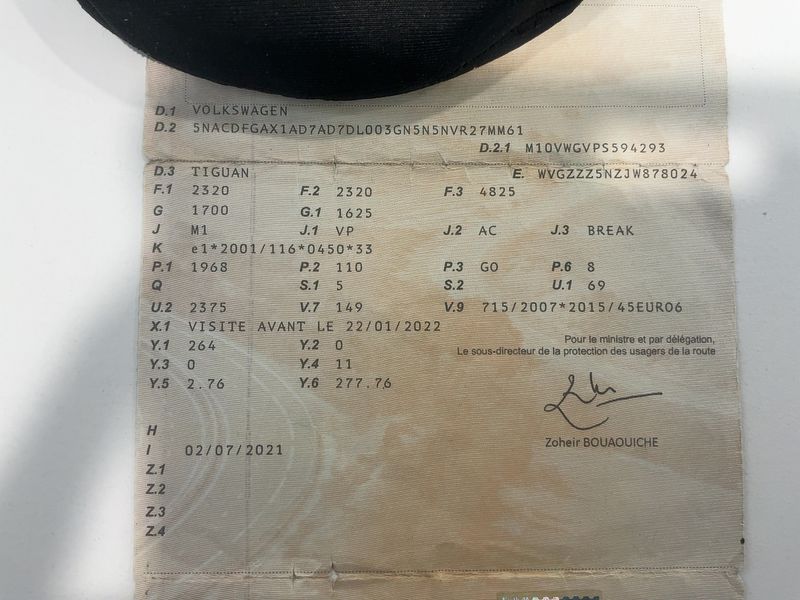 D.1 VOLKSWAGEN
D.2 5NACDFGAX1AD7AD7DL003GN5N5NVR27MM61
D.2.1 M10VWGVPS594293
D.3 TIGUAN E. WVGZZZ5NZJW878024
F.1 2320 F.2 2320 F.3 4825
G 1700 G.1 1625
J M1 J.1 VP J.2 AC J.3 BREAK
K e1*2001/116*0450*33
P.1 1968 P.2 110 P.3 GO P.6 8
Q S.1 5 S.2 U.1 69
U.2 2375 V.7 149 V.9 715/2007*2015/45EURO6
X.1 VISITE AVANT LE 22/01/2022
Y.1 264 Y.2 0
Pour le ministre et par délégation,
Le sous-directeur de la protection des usagers de la route
Y.3 0 Y.4 11
Y.5 2.76 Y.6 277.76
H
Zoheir BOUAOUICHE
I 02/07/2021
Z.1
Z.2
Z.3
Z.4